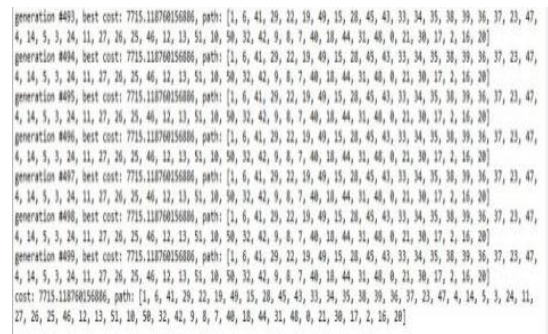 generation #493, best cost: 7715.118760156886, path: [1, 6, 41, 29, 22, 19, 49, 15, 28, 45, 43, 33, 34, 35, 38, 39, 36, 37, 23, 47,
4, 14, 5, 3, 24, 11, 27, 26, 25, 46, 12, 13, 51, 10, 50, 32, 42, 9, 8, 7, 40, 18, 44, 31, 48, 0, 21, 30, 17, 2, 16, 20]
generation #494, best cost: 7715.118760156886, path: [1, 6, 41, 29, 22, 19, 49, 15, 28, 45, 43, 33, 34, 35, 38, 39, 36, 37, 23, 47,
4, 14, 5, 3, 24, 11, 27, 26, 25, 46, 12, 13, 51, 10, 50, 32, 42, 9, 8, 7, 40, 18, 44, 31, 48, 0, 21, 30, 17, 2, 16, 20]
generation #495, best cost: 7715.118760156886, path: [1, 6, 41, 29, 22, 19, 49, 15, 28, 45, 43, 33, 34, 35, 38, 39, 36, 37, 23, 47,
4, 14, 5, 3, 24, 11, 27, 26, 25, 46, 12, 13, 51, 10, 50, 32, 42, 9, 8, 7, 40, 18, 44, 31, 48, 0, 21, 30, 17, 2, 16, 20]
generation #496, best cost: 7715.118760156886, path: [1, 6, 41, 29, 22, 19, 49, 15, 28, 45, 43, 33, 34, 35, 38, 39, 36, 37, 23, 47,
4, 14, 5, 3, 24, 11, 27, 26, 25, 46, 12, 13, 51, 10, 50, 32, 42, 9, 8, 7, 40, 18, 44, 31, 48, 0, 21, 30, 17, 2, 16, 20]
generation #497, best cost: 7715.118760156886, path: [1, 6, 41, 29, 22, 19, 49, 15, 28, 45, 43, 33, 34, 35, 38, 39, 36, 37, 23, 47,
4, 14, 5, 3, 24, 11, 27, 26, 25, 46, 12, 13, 51, 10, 50, 32, 42, 9, 8, 7, 40, 18, 44, 31, 48, 0, 21, 30, 17, 2, 16, 20]
generation #498, best cost: 7715.118760156886, path: [1, 6, 41, 29, 22, 19, 49, 15, 28, 45, 43, 33, 34, 35, 38, 39, 36, 37, 23, 47,
4, 14, 5, 3, 24, 11, 27, 26, 25, 46, 12, 13, 51, 10, 50, 32, 42, 9, 8, 7, 40, 18, 44, 31, 48, 0, 21, 30, 17, 2, 16, 20]
generation #499, best cost: 7715.118760156886, path: [1, 6, 41, 29, 22, 19, 49, 15, 28, 45, 43, 33, 34, 35, 38, 39, 36, 37, 23, 47,
4, 14, 5, 3, 24, 11, 27, 26, 25, 46, 12, 13, 51, 10, 50, 32, 42, 9, 8, 7, 40, 18, 44, 31, 48, 0, 21, 30, 17, 2, 16, 20]
cost: 7715.118760156886, path: [1, 6, 41, 29, 22, 19, 49, 15, 28, 45, 43, 33, 34, 35, 38, 39, 36, 37, 23, 47, 4, 14, 5, 3, 24, 11,
27, 26, 25, 46, 12, 13, 51, 10, 50, 32, 42, 9, 8, 7, 40, 18, 44, 31, 48, 0, 21, 30, 17, 2, 16, 20]